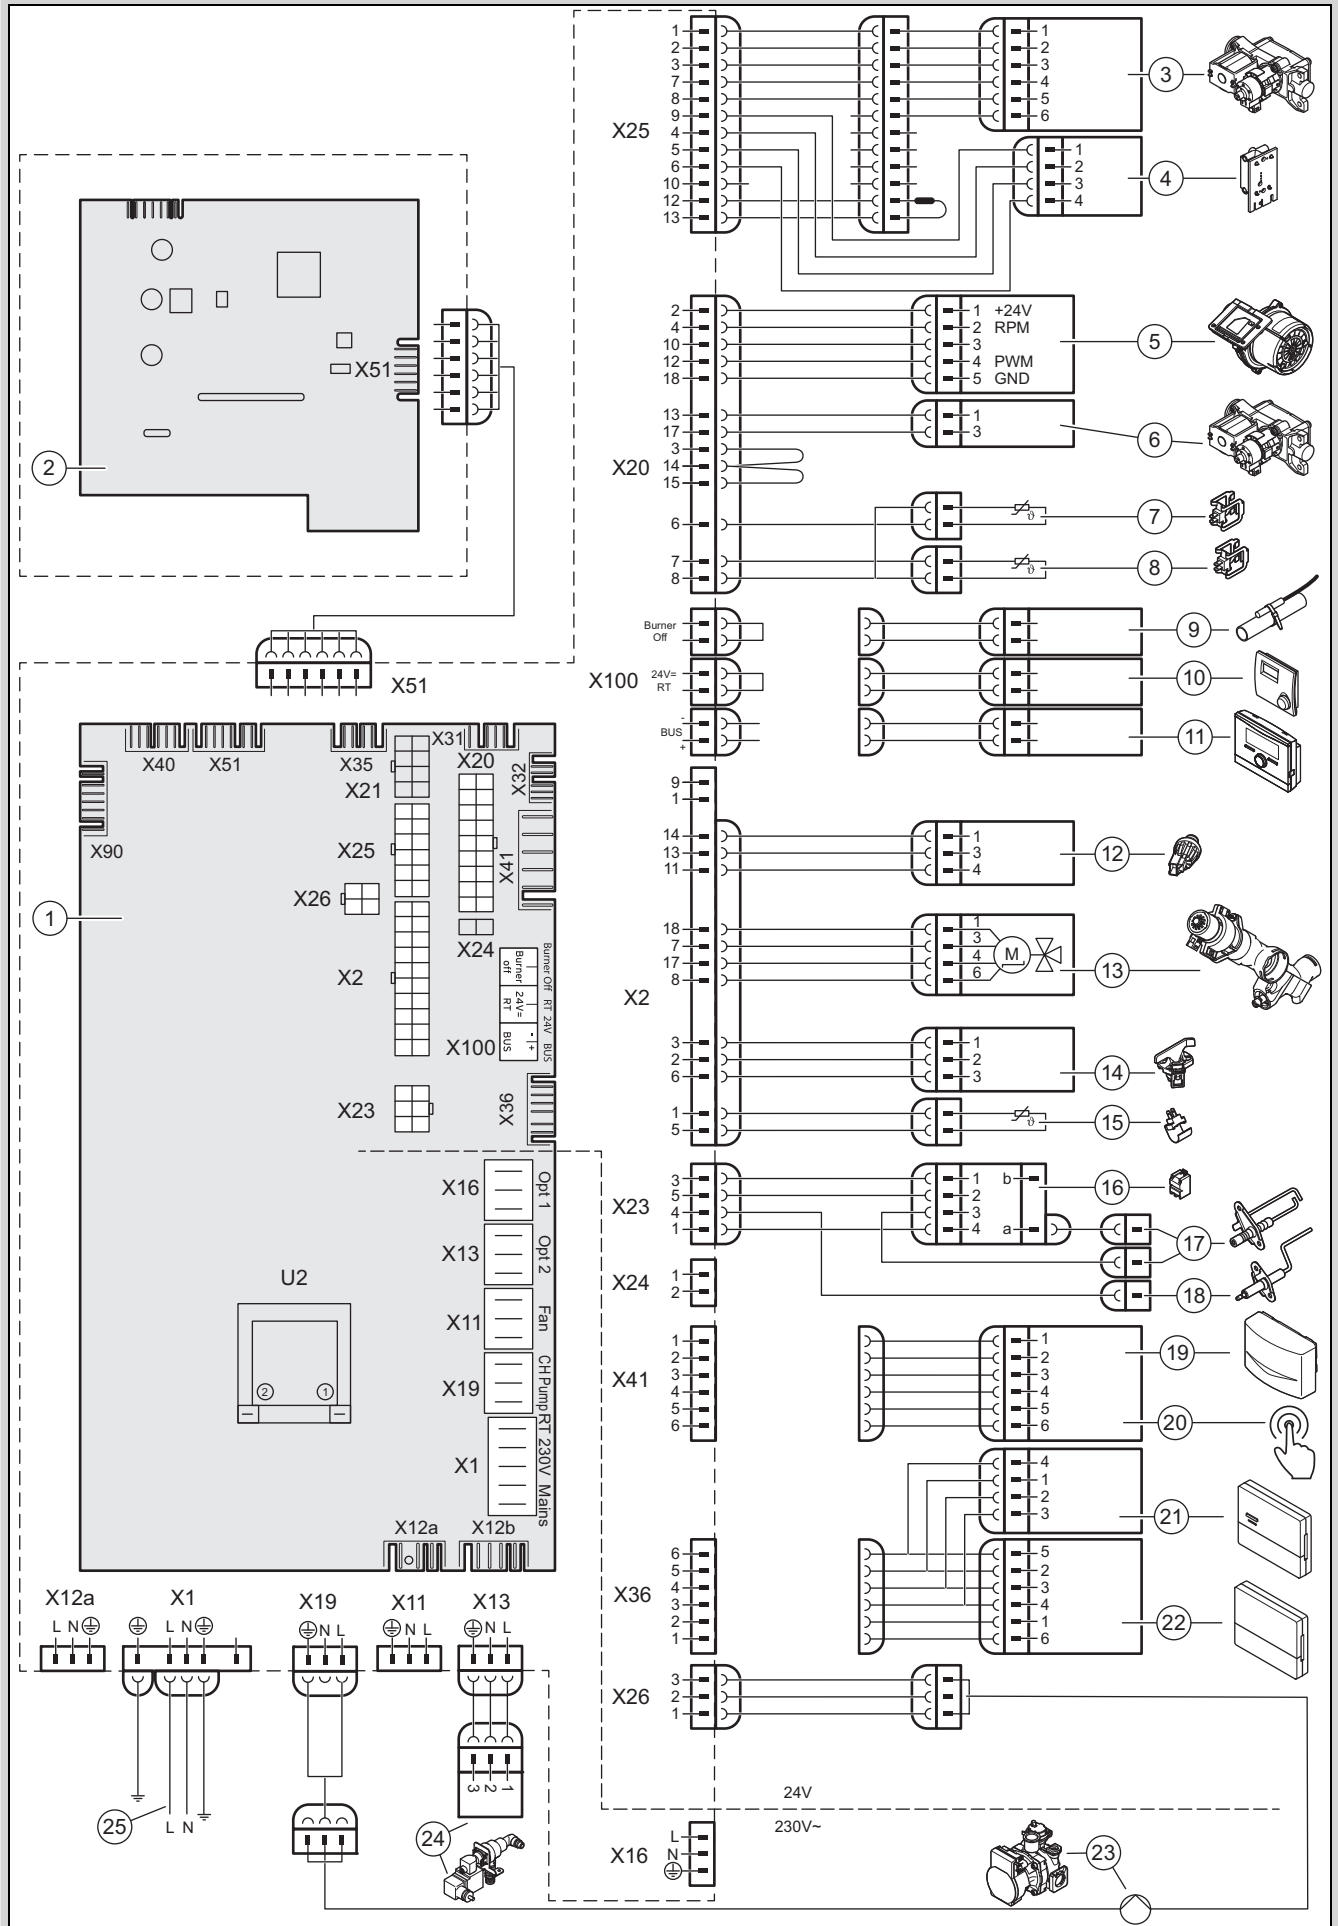 X25
1 1
2 2
3 3
7 4
8 5
9 6
4
5
6
10
12
13
3
1
2
3
4
4
X51
2
X20
2 1 +24V
4 2 RPM
10 3
12 4 PWM
18 5 GND
5
13 1
17 3
6
3
14
15
6
ϑ
7
7
8
ϑ
8
X51
X100
Burner
Off
9
24V=
RT
10
-
BUS
+
11
X40
X51
X35
X31
X21
X20
X32
X90
X25
X41
X26
1
X24
X2
Burner Off RT 24V BUS
Burner
off
24V=
RT
- +
BUS
X100
X23
X36
X16
Opt 1
X13
Opt 2
X11
Fan
X19
CH Pump
X1
RT 230V Mains
U2
2
1
X12a
X12b
X2
9
1
14 1
13 3
11 4
12
18 1
7 3
17 4
8 6
M
13
3 1
2 2
6 3
14
1
5
ϑ
15
X23
3 1 b
5 2
4 3
1 4 a
16
17
18
X24
1
2
X41
1 1
2 2
3 3
4 4
5 5
6 6
19
20
4
1
2
3
21
X36
6 5
5 2
4 3
3 4
2 1
1 6
22
X26
3
2
1
X12a
L N
X1
L N
X19
N L
X11
N L
X13
N L
3 2 1
25
L N
24
24V
230V~
X16
L
N
23